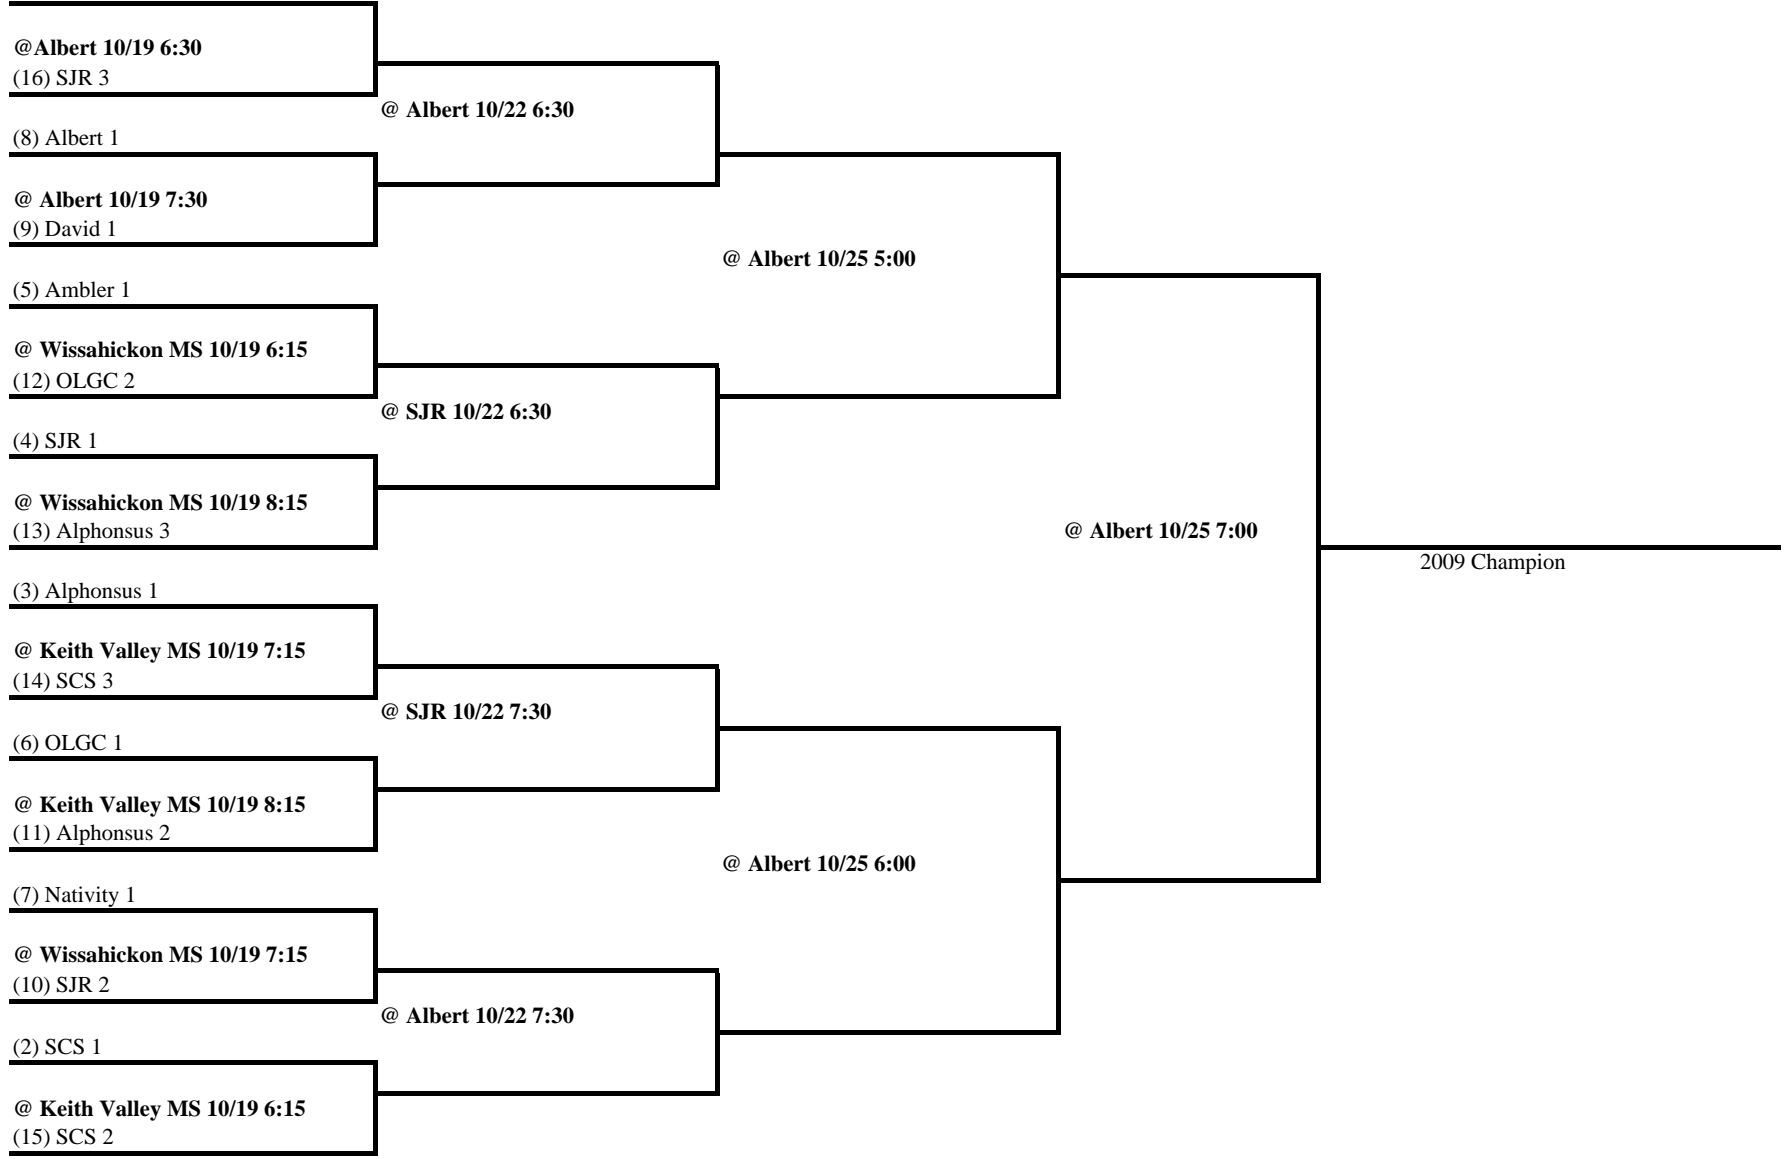 @Albert 10/19 6:30
(16) SJR 3
@ Albert 10/22 6:30
(8) Albert 1
@ Albert 10/19 7:30
(9) David 1
@ Albert 10/25 5:00
(5) Ambler 1
@ Wissahickon MS 10/19 6:15
(12) OLGC 2
@ SJR 10/22 6:30
(4) SJR 1
@ Wissahickon MS 10/19 8:15
(13) Alphonsus 3
@ Albert 10/25 7:00
2009 Champion
(3) Alphonsus 1
@ Keith Valley MS 10/19 7:15
(14) SCS 3
@ SJR 10/22 7:30
(6) OLGC 1
@ Keith Valley MS 10/19 8:15
(11) Alphonsus 2
@ Albert 10/25 6:00
(7) Nativity 1
@ Wissahickon MS 10/19 7:15
(10) SJR 2
@ Albert 10/22 7:30
(2) SCS 1
@ Keith Valley MS 10/19 6:15
(15) SCS 2